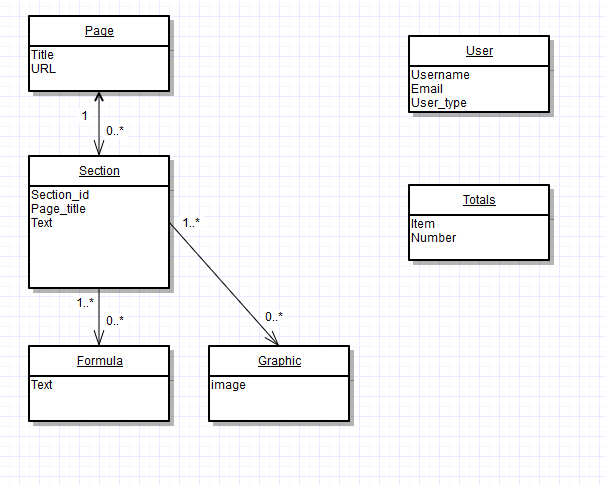 Page
Title
URL
1
0..*
Section
Section_id
Page_title
Text
1..*
0..*
1..*
0..*
Formula
Text
Graphic
image
User
Username
Email
User_type
Totals
Item
Number